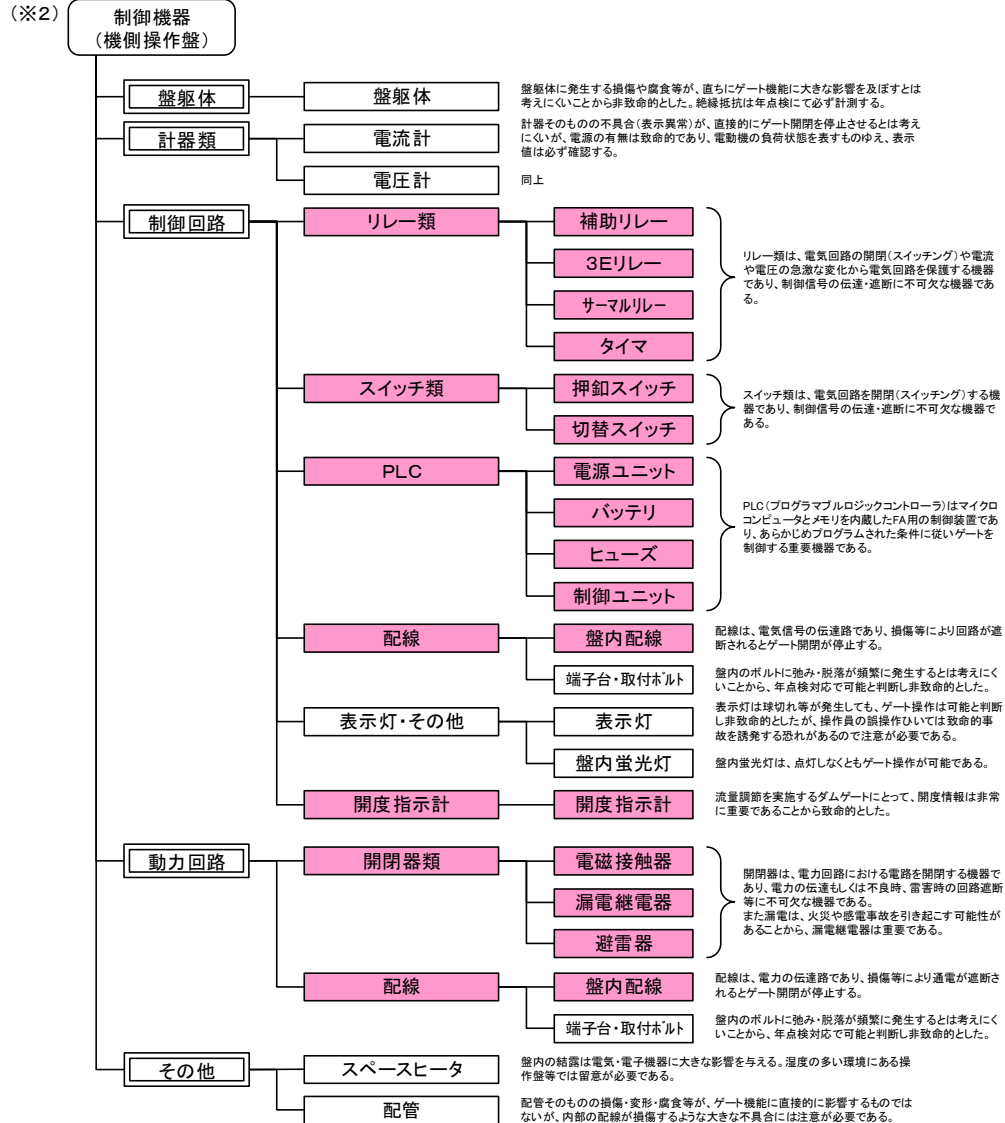 (※2)
制御機器
(機側操作盤)
盤躯体
盤躯体
盤躯体に発生する損傷や腐食等が、直ちにゲート機能に大きな影響を及ぼすとは
考えにくいことから非致命的とした。絶縁抵抗は年点検にて必ず計測する。
計器類
電流計
計器そのものの不具合(表示異常)が、直接的にゲート開閉を停止させるとは考え
にくいが、電源の有無は致命的であり、電動機の負荷状態を表すものゆえ、表示
値は必ず確認する。
電圧計
同上
制御回路
リレー類
補助リレー
3Eリレー
サーマルリレー
タイマ
リレー類は、電気回路の開閉(スイッチング)や電流
や電圧の急激な変化から電気回路を保護する機器
であり、制御信号の伝達・遮断に不可欠な機器であ
る。
スイッチ類
押釦スイッチ
切替スイッチ
スイッチ類は、電気回路を開閉(スイッチング)する機
器であり、制御信号の伝達・遮断に不可欠な機器で
ある。
PLC
電源ユニット
バッテリ
ヒューズ
制御ユニット
PLC(プログラマブルロジックコントローラ)はマイクロ
コンピュータとメモリを内蔵したFA用の制御装置であ
り、あらかじめプログラムされた条件に従いゲートを
制御する重要機器である。
配線
盤内配線
配線は、電気信号の伝達路であり、損傷等により回路が遮
断されるとゲート開閉が停止する。
端子台・取付ボルト
盤内のボルトに弛み・脱落が頻繁に発生するとは考えにく
いことから、年点検対応で可能と判断し非致命的とした。
表示灯・その他
表示灯
表示灯は球切れ等が発生しても、ゲート操作は可能と判断
し非致命的としたが、操作員の誤操作ひいては致命的事
故を誘発する恐れがあるので注意が必要である。
盤内蛍光灯
盤内蛍光灯は、点灯しなくともゲート操作が可能である。
開度指示計
開度指示計
流量調節を実施するダムゲートにとって、開度情報は非常
に重要であることから致命的とした。
動力回路
開閉器類
電磁接触器
漏電継電器
避雷器
開閉器は、電力回路における電路を開閉する機器で
あり、電力の伝達もしくは不良時、雷害時の回路遮断
等に不可欠な機器である。
また漏電は、火災や感電事故を引き起こす可能性が
あることから、漏電継電器は重要である。
配線
盤内配線
配線は、電力の伝達路であり、損傷等により通電が遮断さ
れるとゲート開閉が停止する。
端子台・取付ボルト
盤内のボルトに弛み・脱落が頻繁に発生するとは考えにく
いことから、年点検対応で可能と判断し非致命的とした。
その他
スペースヒータ
盤内の結露は電気・電子機器に大きな影響を与える。湿度の多い環境にある操
作盤等では留意が必要である。
配管
配管そのものの損傷・変形・腐食等が、ゲート機能に直接的に影響するものでは
ないが、内部の配線が損傷するような大きな不具合には注意が必要である。